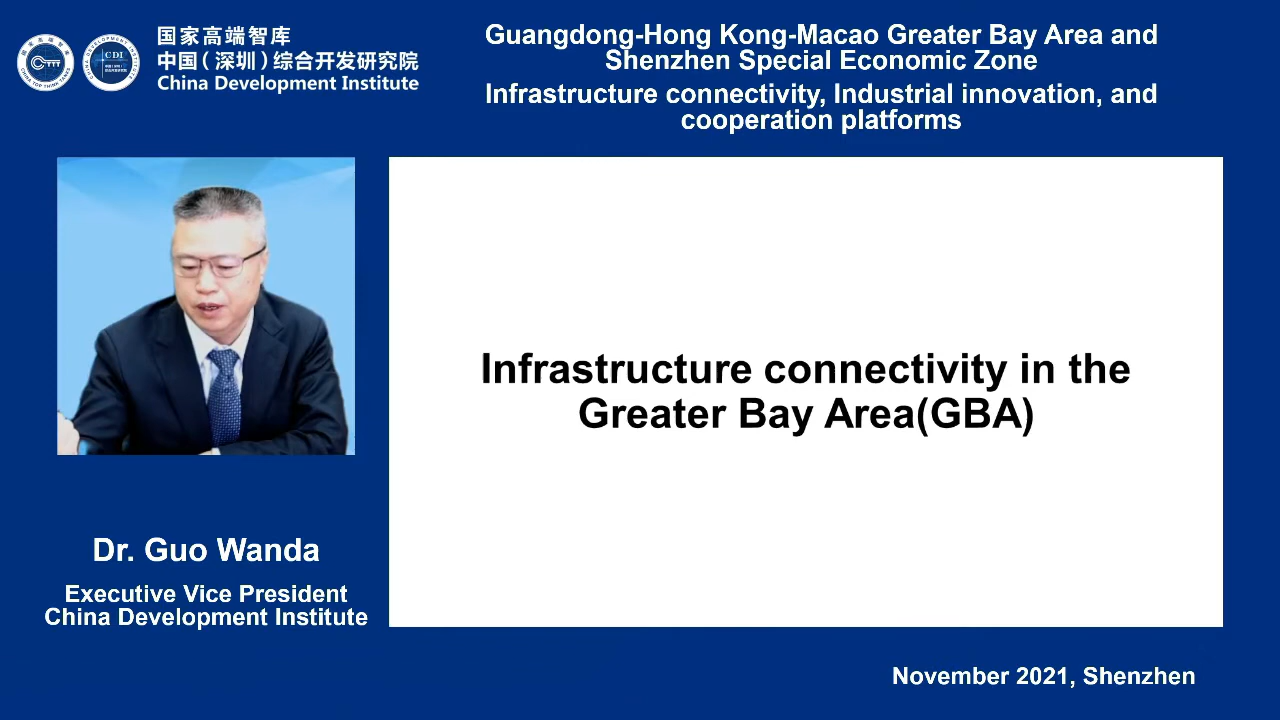 国家高端智库
中国（深圳）综合开发研究院
China Development Institute
CDI
Guangdong-Hong Kong-Macao Greater Bay Area and
Shenzhen Special Economic Zone
Infrastructure connectivity, Industrial innovation, and
cooperation platforms
Infrastructure connectivity in the
Greater Bay Area(GBA)
Dr. Guo Wanda
Executive Vice President
China Development Institute
November 2021, Shenzhen